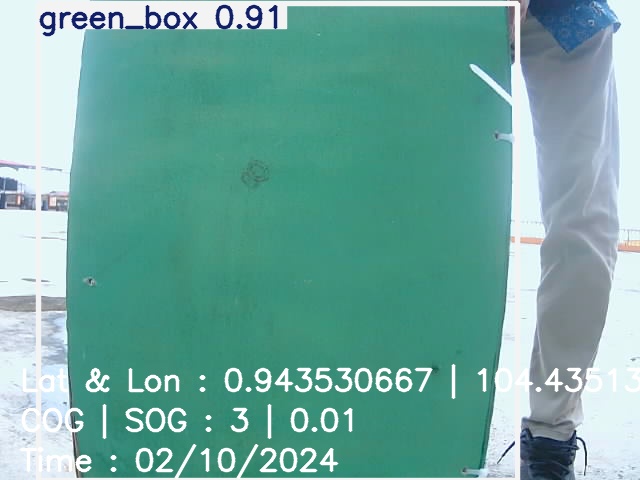 green_box 0.91
Lat & Lon : 0.943530667 | 104.43513
COG | SOG : 3 | 0.01
Time : 02/10/2024